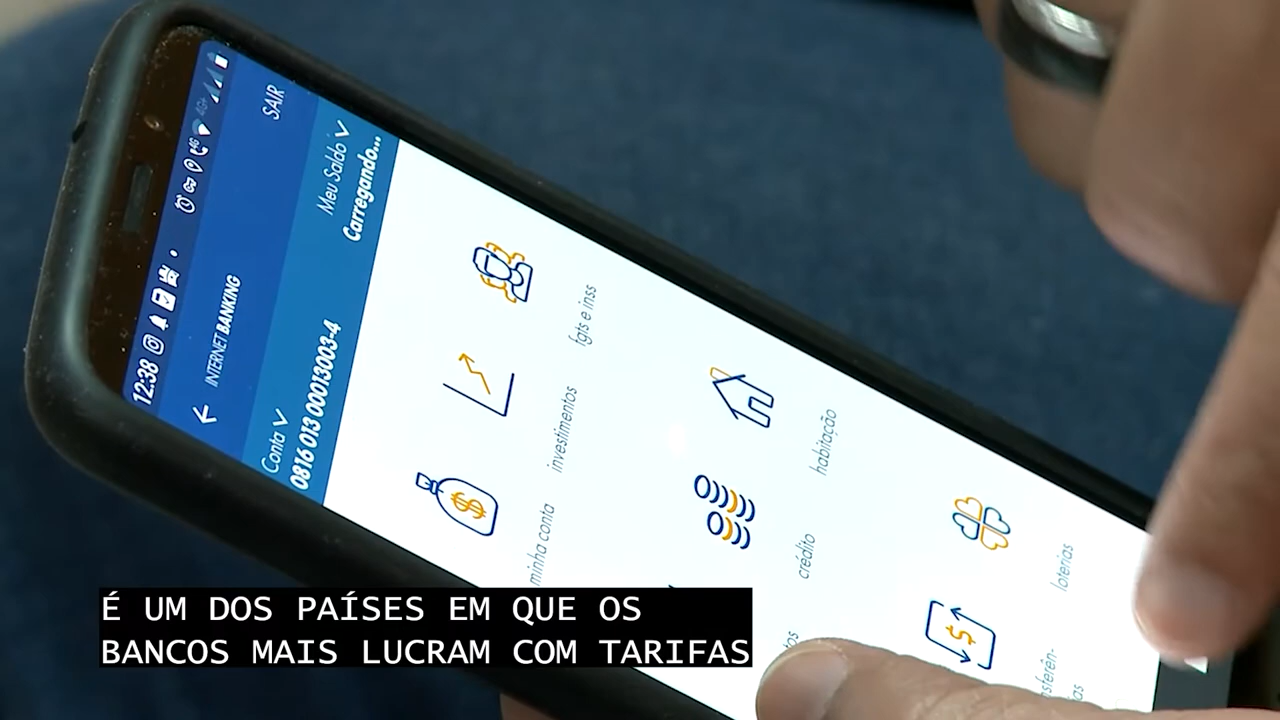 12:38
4G+
SAIR
INTERNET BANKING
Conta
Meu Saldo
0816 013 00013003-4
Carregando...
minha conta
investimentos
fgts e inss
crédito
habitação
loterias
É UM DOS PAÍSES EM QUE OS
BANCOS MAIS LUCRAM COM TARIFAS